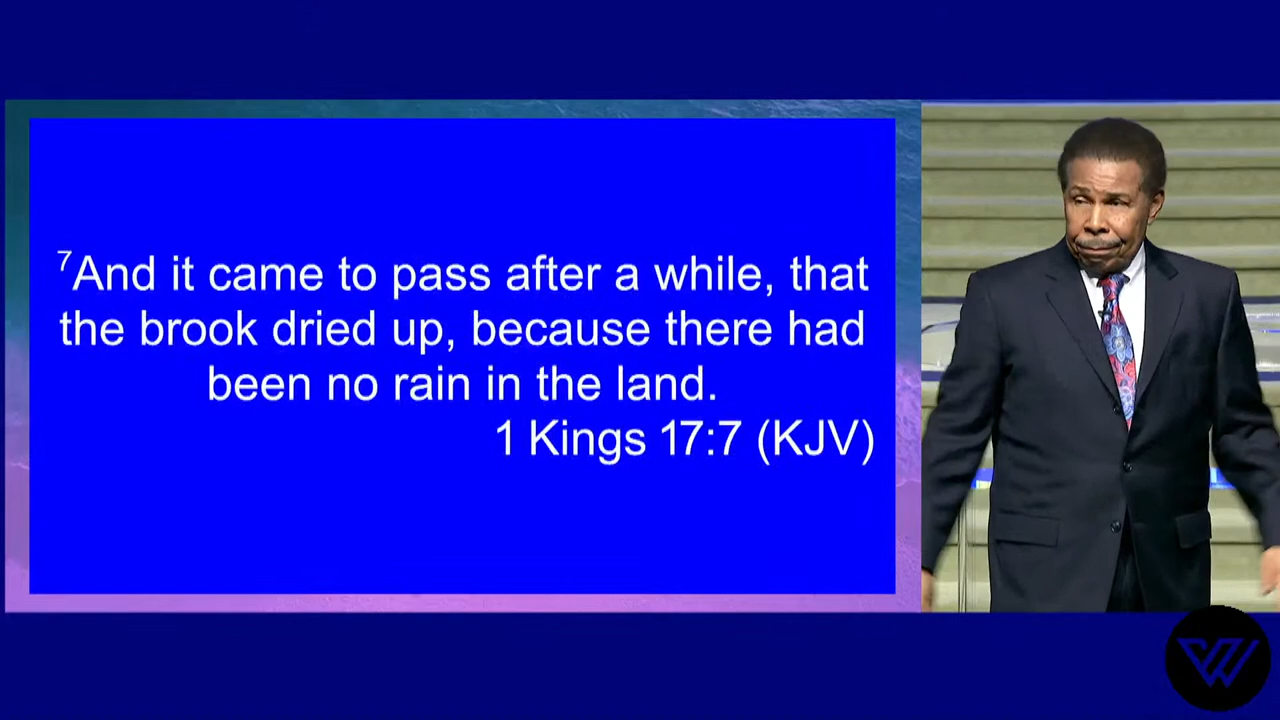 ⁷And it came to pass after a while, that
the brook dried up, because there had
been no rain in the land.
1 Kings 17:7 (KJV)